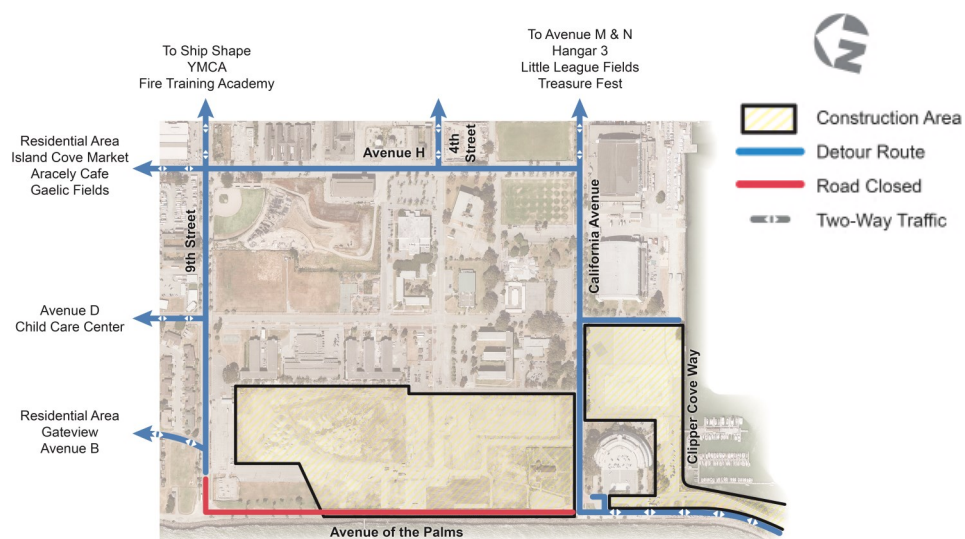 To Ship Shape
YMCA
Fire Training Academy
To Avenue M & N
Hangar 3
Little League Fields
Treasure Fest
N
Construction Area
Detour Route
Road Closed
Two-Way Traffic
Residential Area
Island Cove Market
Aracely Cafe
Gaelic Fields
Avenue H
4th
Street
9th Street
California Avenue
Avenue D
Child Care Center
Residential Area
Gateview
Avenue B
Clipper Cove Way
Avenue of the Palms